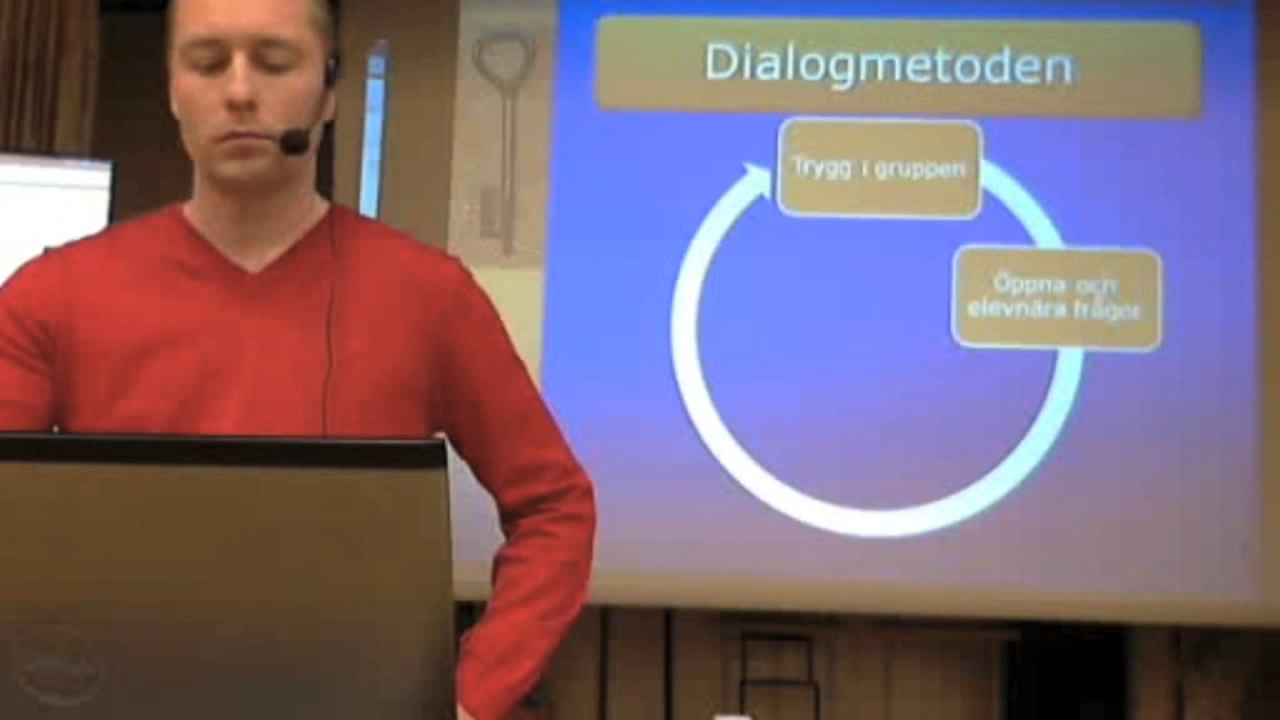 Dialogmetoden
Trygg i gruppen
Öppna och
elevnära frågor